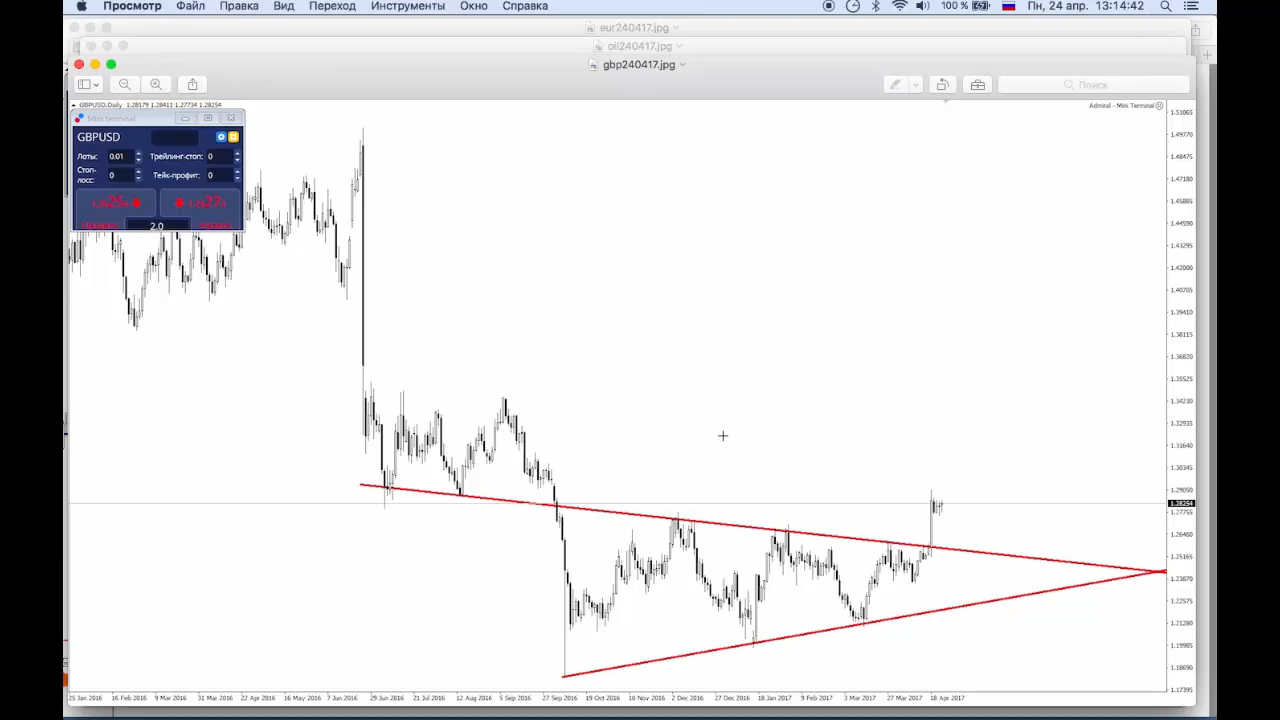 Просмотр Файл Правка Вид Переход Инструменты Окно Справка 100 % Пн, 24 апр. 13:14:42
eur240417.jpg
oil240417.jpg
gbp240417.jpg
Поиск
GBPUSD,Daily 1.28179 1.28411 1.27734 1.28254
Admiral - Mini Terminal
Mini terminal
GBPUSD
Лоты: 0.01 Трейлинг-стоп: 0
Стоп-лосс: 0 Тейк-профит: 0
2.0
1.51065
1.49770
1.48475
1.47180
1.45885
1.44590
1.43295
1.42000
1.40705
1.39410
1.38115
1.36820
1.35525
1.34230
1.32935
1.31640
1.30345
1.29050
1.28254
1.27755
1.26460
1.25165
1.23870
1.22575
1.21280
1.19985
1.18690
1.17395
25 Jan 2016 16 Feb 2016 9 Mar 2016 31 Mar 2016 22 Apr 2016 16 May 2016 7 Jun 2016 29 Jun 2016 21 Jul 2016 12 Aug 2016 5 Sep 2016 27 Sep 2016 19 Oct 2016 10 Nov 2016 2 Dec 2016 27 Dec 2016 18 Jan 2017 9 Feb 2017 3 Mar 2017 27 Mar 2017 18 Apr 2017